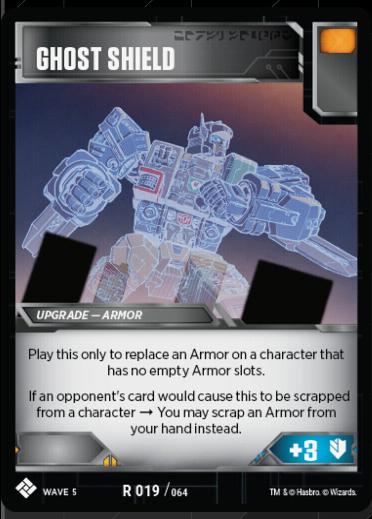 GHOST SHIELD
UPGRADE — ARMOR
Play this only to replace an Armor on a character that
has no empty Armor slots.
If an opponent's card would cause this to be scrapped
from a character → You may scrap an Armor from
your hand instead.
+3
WAVE 5 R 019 / 064 TM & © Hasbro. © Wizards.